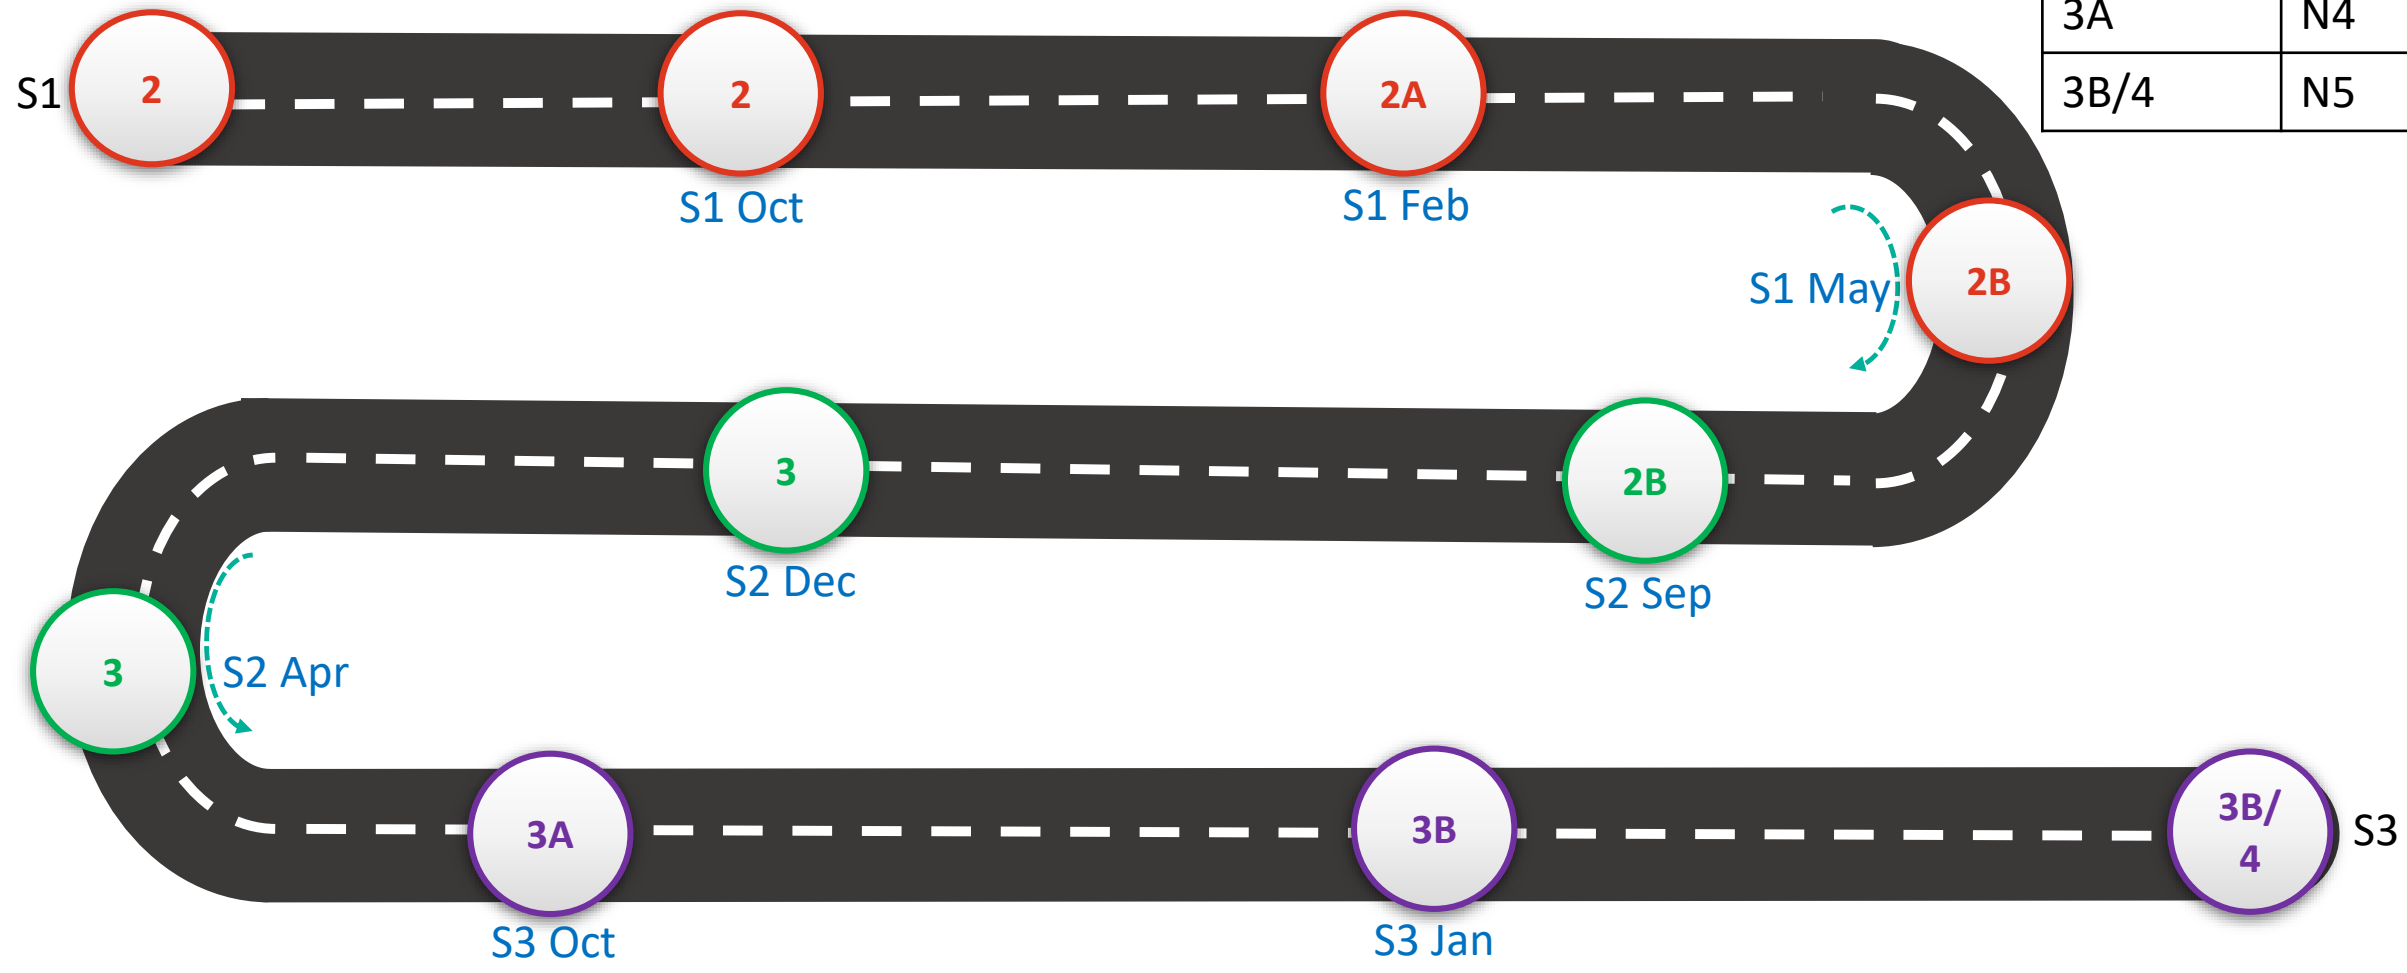 3A N4
3B/4 N5
S1 2 2 2A
S1 Oct S1 Feb
S1 May 2B
3 2B
S2 Dec S2 Sep
3 S2 Apr
3A 3B 3B/
4
S3
S3 Oct S3 Jan